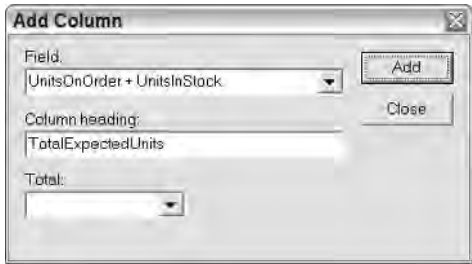 Add Column
Field:
UnitsOnOrder + UnitsInStock
Add
Column heading:
Close
TotalExpectedUnits
Total: